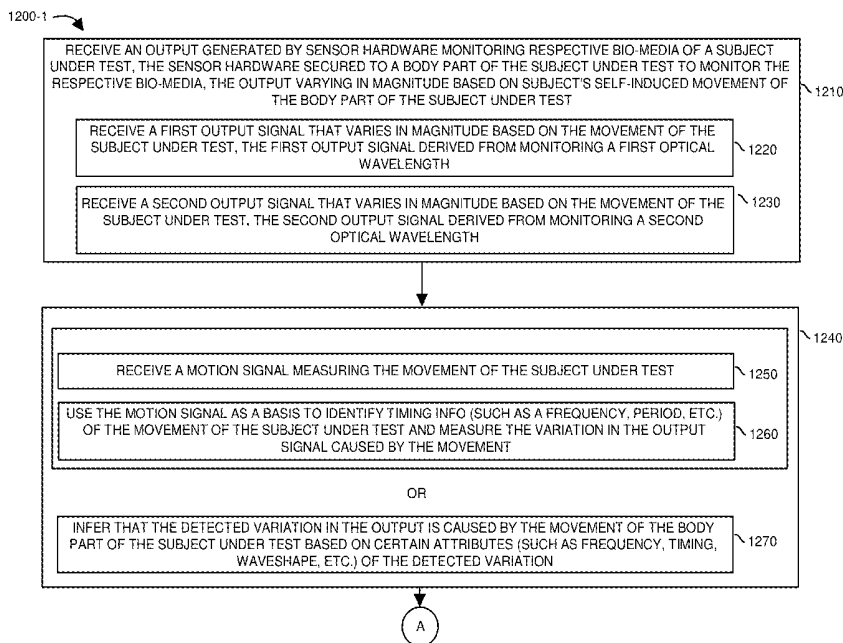 1200-1
RECEIVE AN OUTPUT GENERATED BY SENSOR HARDWARE MONITORING RESPECTIVE BIO-MEDIA OF A SUBJECT
UNDER TEST, THE SENSOR HARDWARE SECURED TO A BODY PART OF THE SUBJECT UNDER TEST TO MONITOR THE
RESPECTIVE BIO-MEDIA, THE OUTPUT VARYING IN MAGNITUDE BASED ON SUBJECT'S SELF-INDUCED MOVEMENT OF
THE BODY PART OF THE SUBJECT UNDER TEST
1210
RECEIVE A FIRST OUTPUT SIGNAL THAT VARIES IN MAGNITUDE BASED ON THE MOVEMENT OF THE
SUBJECT UNDER TEST, THE FIRST OUTPUT SIGNAL DERIVED FROM MONITORING A FIRST OPTICAL
WAVELENGTH
1220
RECEIVE A SECOND OUTPUT SIGNAL THAT VARIES IN MAGNITUDE BASED ON THE MOVEMENT OF THE
SUBJECT UNDER TEST, THE SECOND OUTPUT SIGNAL DERIVED FROM MONITORING A SECOND
OPTICAL WAVELENGTH
1230
1240
RECEIVE A MOTION SIGNAL MEASURING THE MOVEMENT OF THE SUBJECT UNDER TEST
1250
USE THE MOTION SIGNAL AS A BASIS TO IDENTIFY TIMING INFO (SUCH AS A FREQUENCY, PERIOD, ETC.)
OF THE MOVEMENT OF THE SUBJECT UNDER TEST AND MEASURE THE VARIATION IN THE OUTPUT
SIGNAL CAUSED BY THE MOVEMENT
1260
OR
INFER THAT THE DETECTED VARIATION IN THE OUTPUT IS CAUSED BY THE MOVEMENT OF THE BODY
PART OF THE SUBJECT UNDER TEST BASED ON CERTAIN ATTRIBUTES (SUCH AS FREQUENCY, TIMING,
WAVESHAPE, ETC.) OF THE DETECTED VARIATION
1270
A